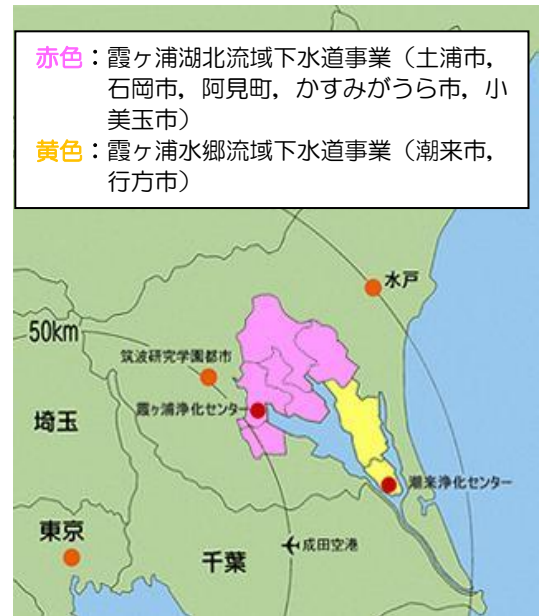 赤色：霞ヶ浦湖北流域下水道事業（土浦市，
石岡市，阿見町，かすみがうら市，小
美玉市）
黄色：霞ヶ浦水郷流域下水道事業（潮来市，
行方市）
水戸
50km
筑波研究学園都市
霞ヶ浦浄化センター
埼玉
潮来浄化センター
東京
成田空港
千葉